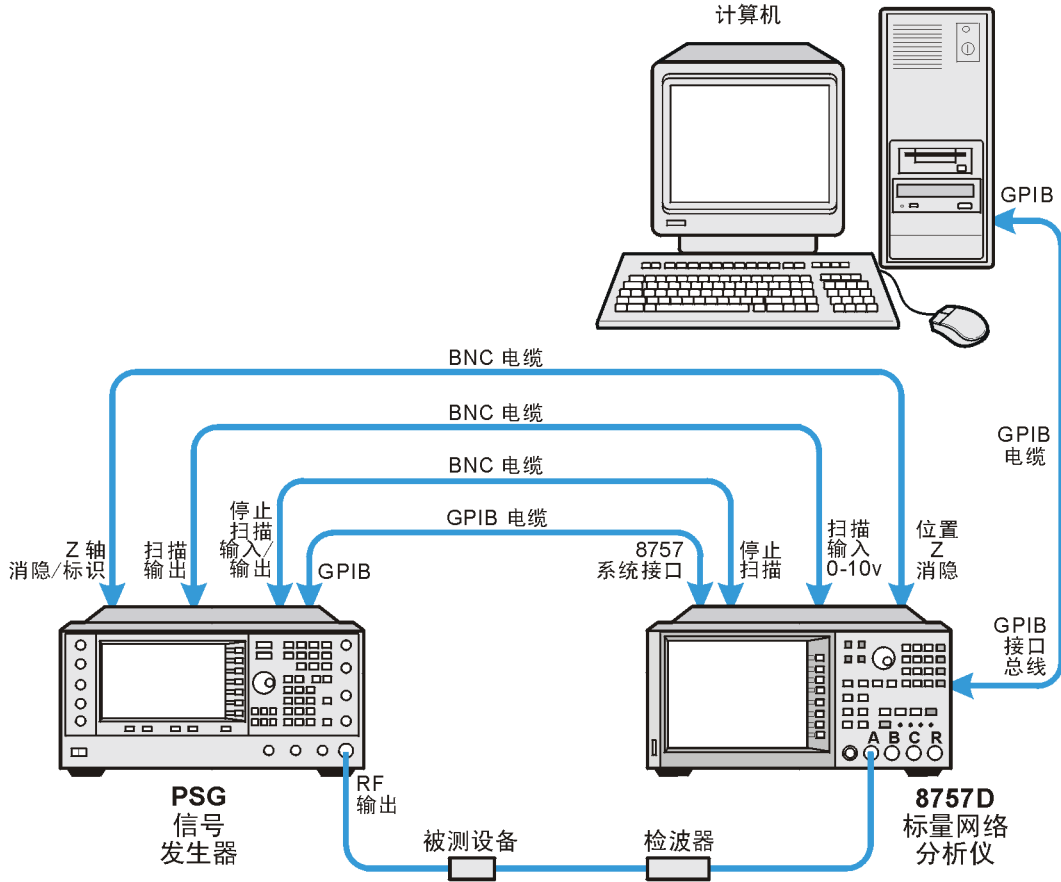 计算机
GPIB
BNC 电缆
BNC 电缆
BNC 电缆
GPIB 电缆
GPIB
电缆
Z 轴
消隐/标识
扫描
输出
停止
扫描
输入/
输出
GPIB
8757
系统接口
停止
扫描
扫描
输入
0-10v
位置
Z
消隐
GPIB
接口
总线
A B C R
PSG
信号
发生器
RF
输出
被测设备
检波器
8757D
标量网络
分析仪